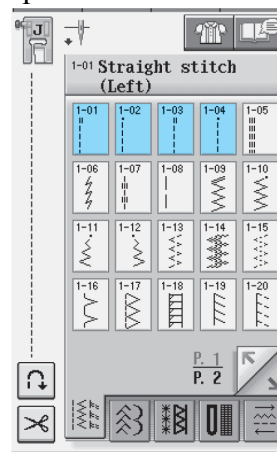 J
1-01 Straight stitch
(Left)
1-01 1-02 1-03 1-04 1-05
1-06 1-07 1-08 1-09 1-10
1-11 1-12 1-13 1-14 1-15
1-16 1-17 1-18 1-19 1-20
P. 1
P. 2